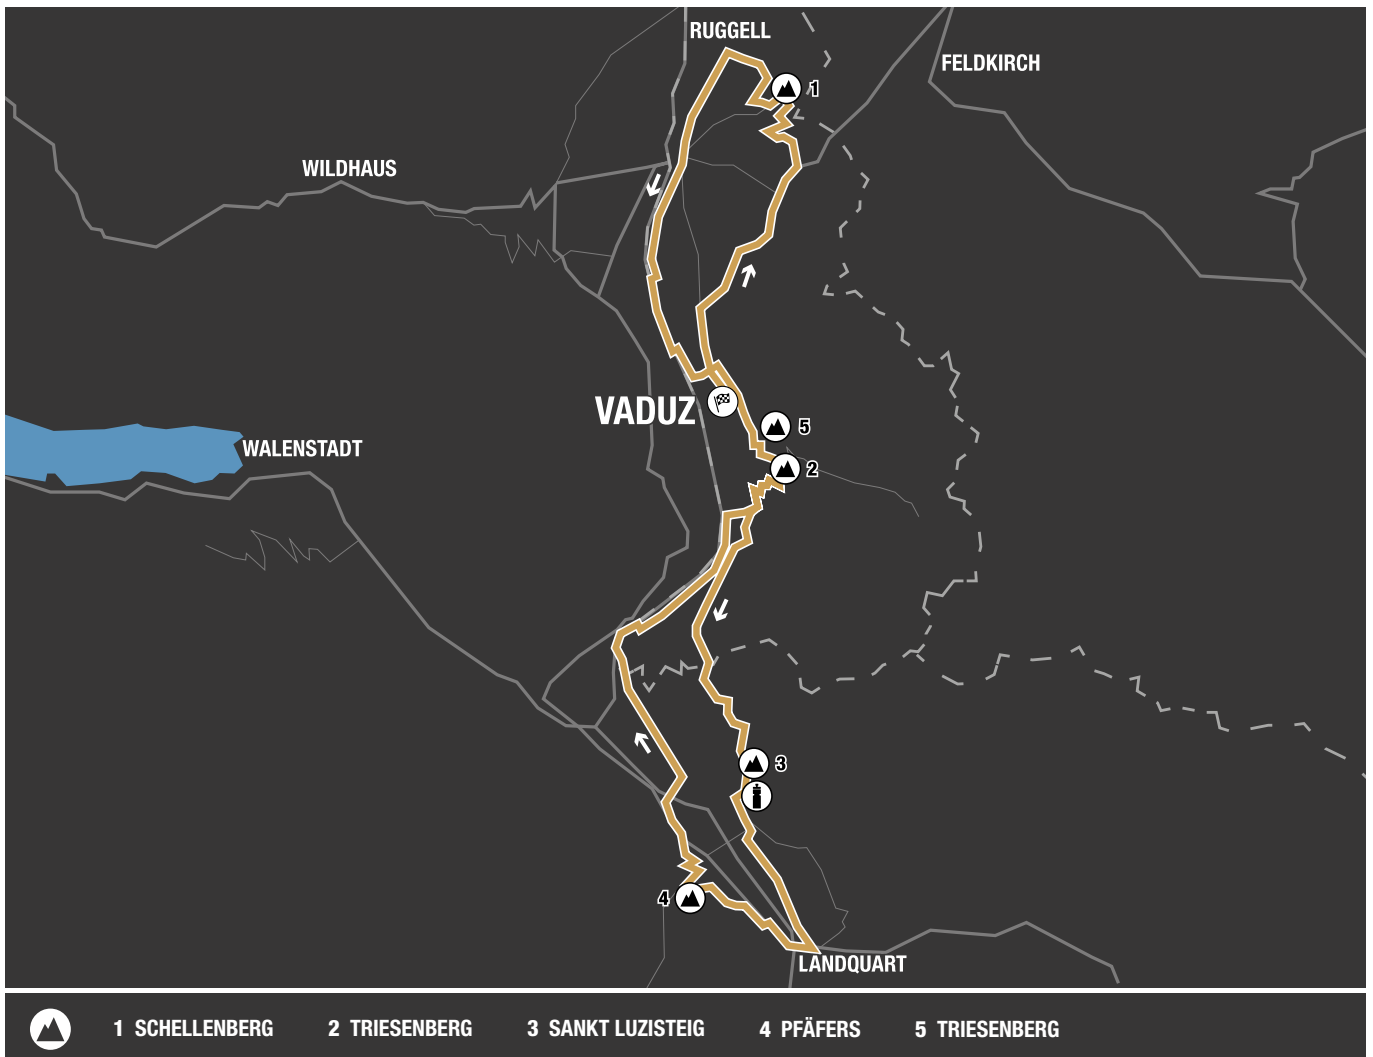 RUGGELL
FELDKIRCH
1
WILDHAUS
VADUZ
5
WALENSTADT
2
3
4
LANDQUART
1 SCHELLENBERG 2 TRIESENBERG 3 SANKT LUZISTEIG 4 PFÄFERS 5 TRIESENBERG